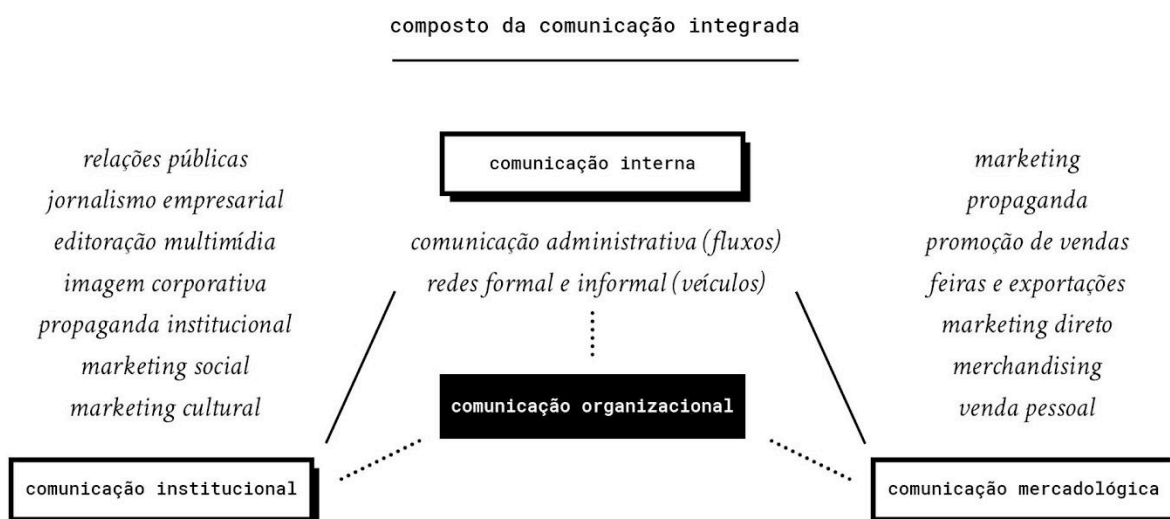 composto da comunicação integrada
relações públicas
jornalismo empresarial
editoração multimídia
imagem corporativa
propaganda institucional
marketing social
marketing cultural
comunicação institucional
comunicação interna
comunicação administrativa (fluxos)
redes formal e informal (veículos)
comunicação organizacional
marketing
propaganda
promoção de vendas
feiras e exportações
marketing direto
merchandising
venda pessoal
comunicação mercadológica